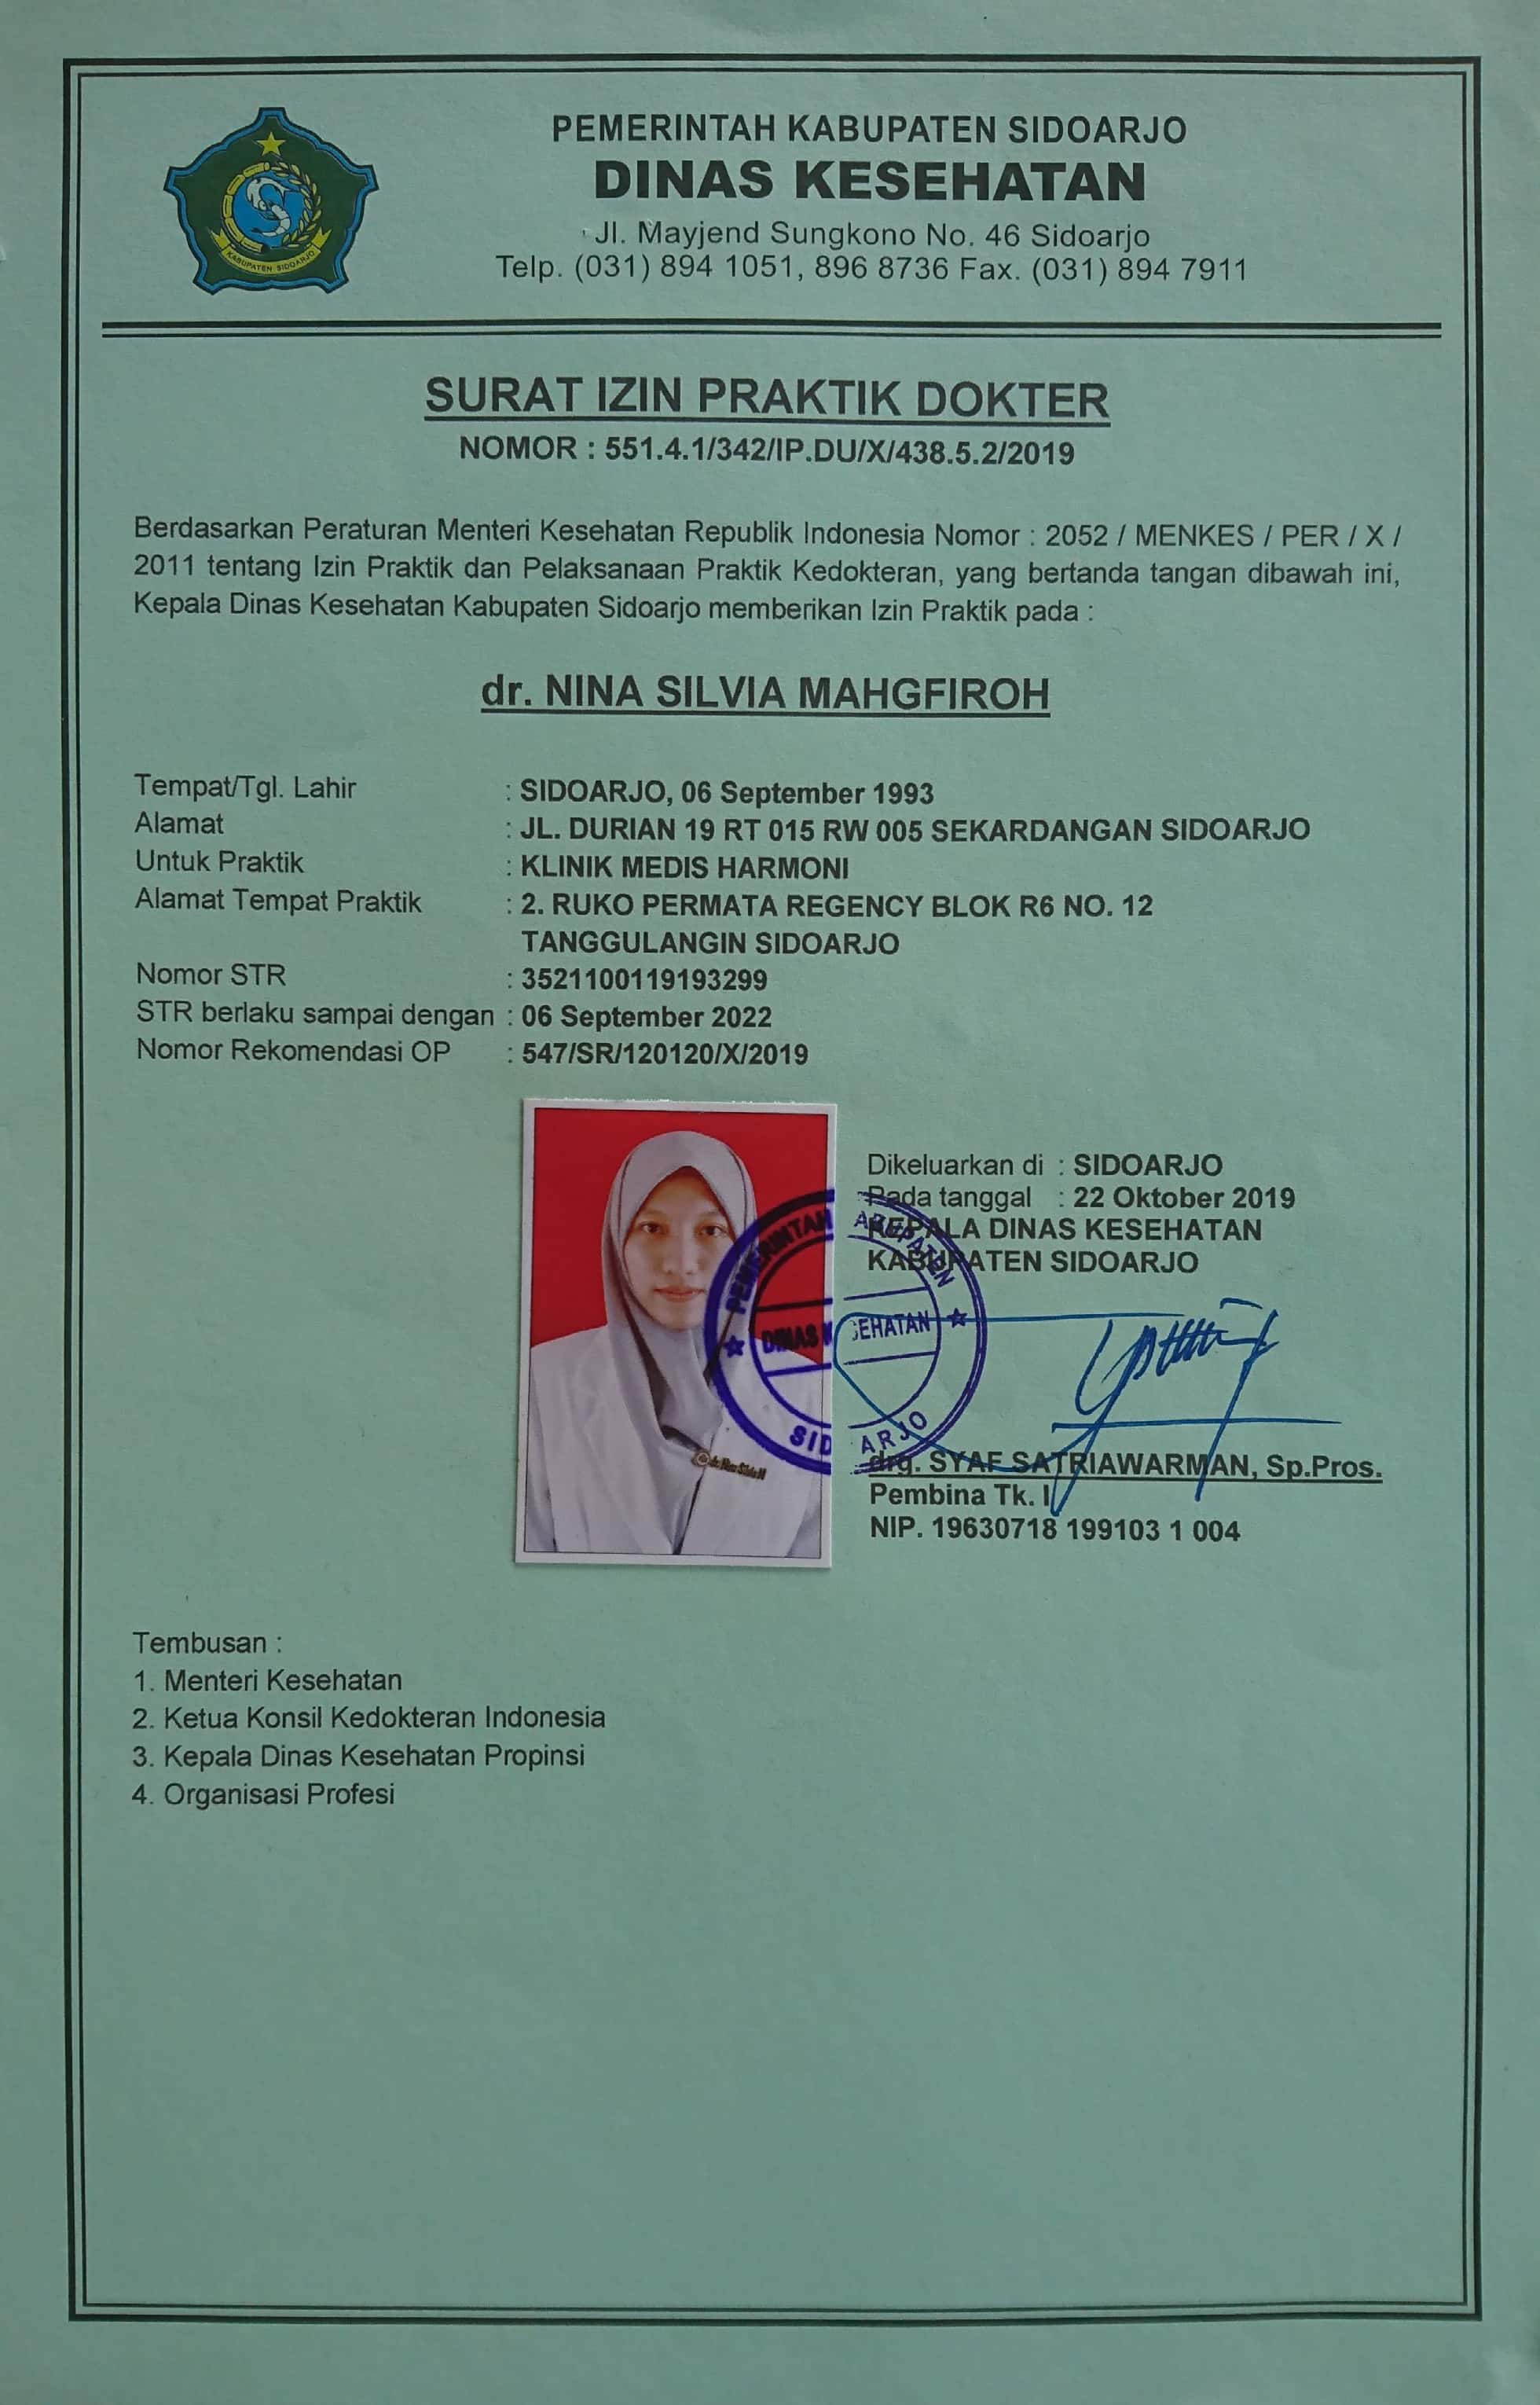 KABUPATEN SIDOARJO
PEMERINTAH KABUPATEN SIDOARJO
DINAS KESEHATAN
Jl. Mayjend Sungkono No. 46 Sidoarjo
Telp. (031) 894 1051, 896 8736 Fax. (031) 894 7911
SURAT IZIN PRAKTIK DOKTER
NOMOR : 551.4.1/342/IP.DU/X/438.5.2/2019
Berdasarkan Peraturan Menteri Kesehatan Republik Indonesia Nomor : 2052 / MENKES / PER / X /
2011 tentang Izin Praktik dan Pelaksanaan Praktik Kedokteran, yang bertanda tangan dibawah ini,
Kepala Dinas Kesehatan Kabupaten Sidoarjo memberikan Izin Praktik pada :
dr. NINA SILVIA MAHGFIROH
Tempat/Tgl. Lahir : SIDOARJO, 06 September 1993
Alamat : JL. DURIAN 19 RT 015 RW 005 SEKARDANGAN SIDOARJO
Untuk Praktik : KLINIK MEDIS HARMONI
Alamat Tempat Praktik : 2. RUKO PERMATA REGENCY BLOK R6 NO. 12
TANGGULANGIN SIDOARJO
Nomor STR : 3521100119193299
STR berlaku sampai dengan : 06 September 2022
Nomor Rekomendasi OP : 547/SR/120120/X/2019
Dikeluarkan di : SIDOARJO
Pada tanggal : 22 Oktober 2019
KEPALA DINAS KESEHATAN
KABUPATEN SIDOARJO
drg. SYAF SATRIAWARMAN, Sp.Pros.
Pembina Tk. I
NIP. 19630718 199103 1 004
Tembusan :
1. Menteri Kesehatan
2. Ketua Konsil Kedokteran Indonesia
3. Kepala Dinas Kesehatan Propinsi
4. Organisasi Profesi